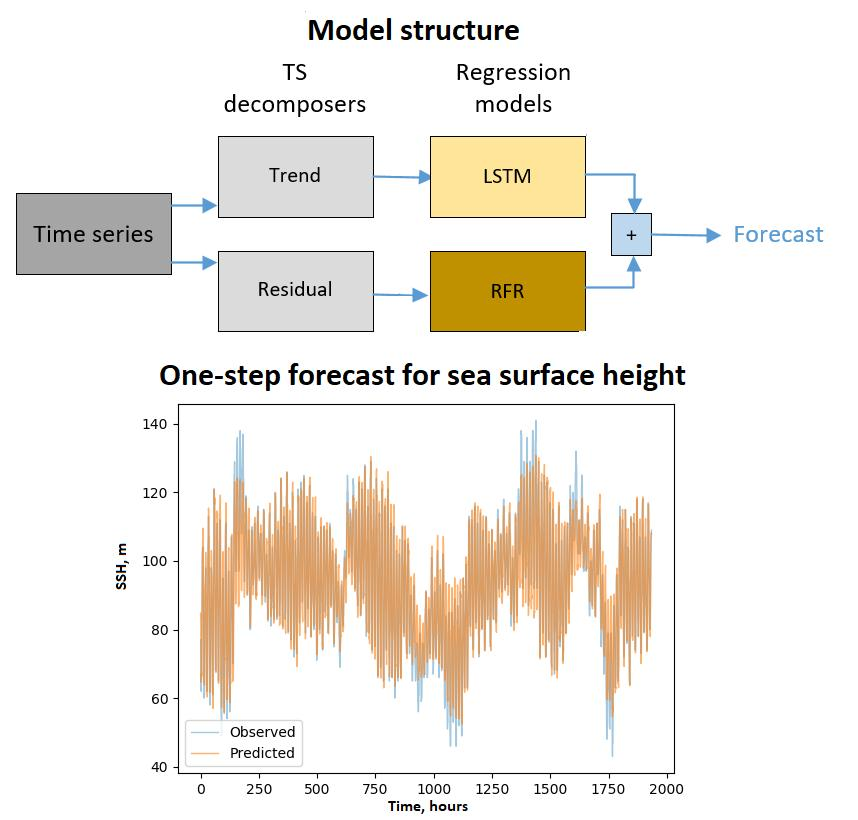 Model structure
TS
decomposers
Regression
models
Trend
LSTM
Time series
+
Forecast
Residual
RFR
One-step forecast for sea surface height
140
120
100
80
60
40
SSH, m
Observed
Predicted
0 250 500 750 1000 1250 1500 1750 2000
Time, hours